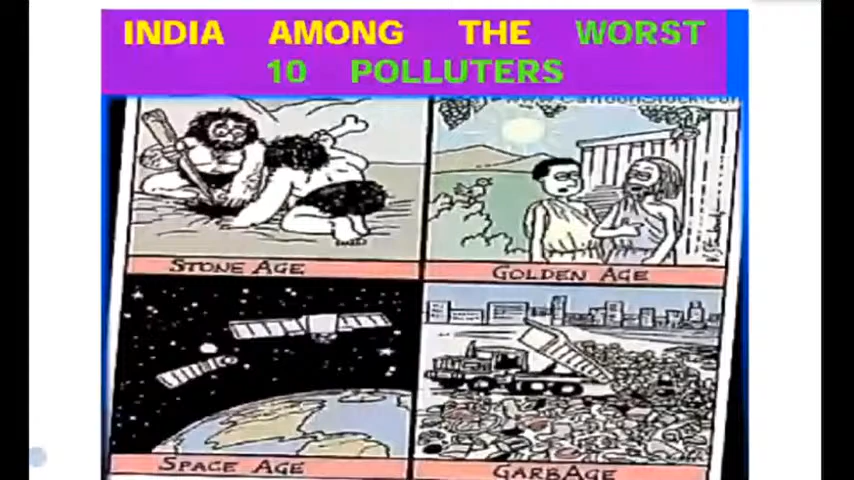 INDIA AMONG THE WORST
10 POLLUTERS
STONE AGE
GOLDEN AGE
SPACE AGE
GARBAGE